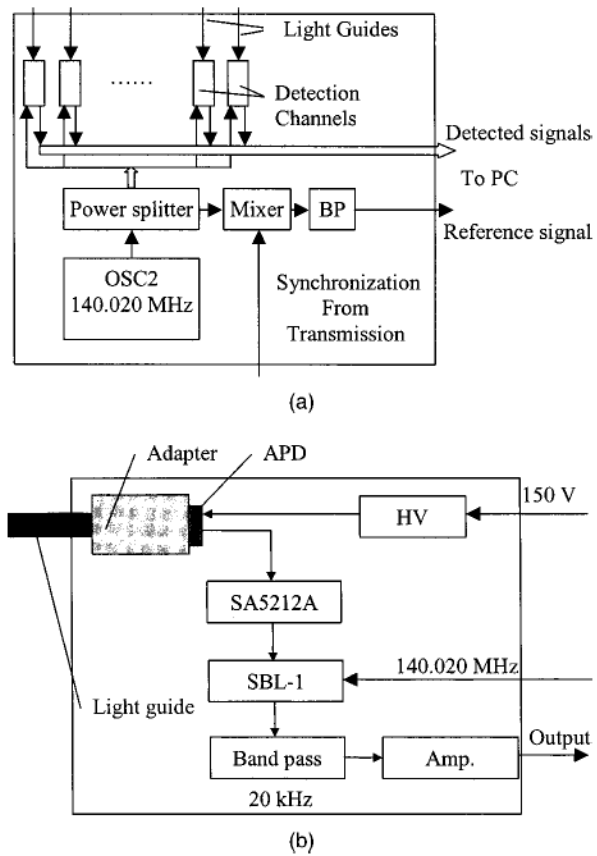 Light Guides
......
Detection
Channels
Detected signals
To PC
Power splitter
Mixer
BP
Reference signal
OSC2
140.020 MHz
Synchronization
From
Transmission
(a)
Adapter
APD
150 V
HV
SA5212A
140.020 MHz
SBL-1
Light guide
Output
Band pass
Amp.
20 kHz
(b)